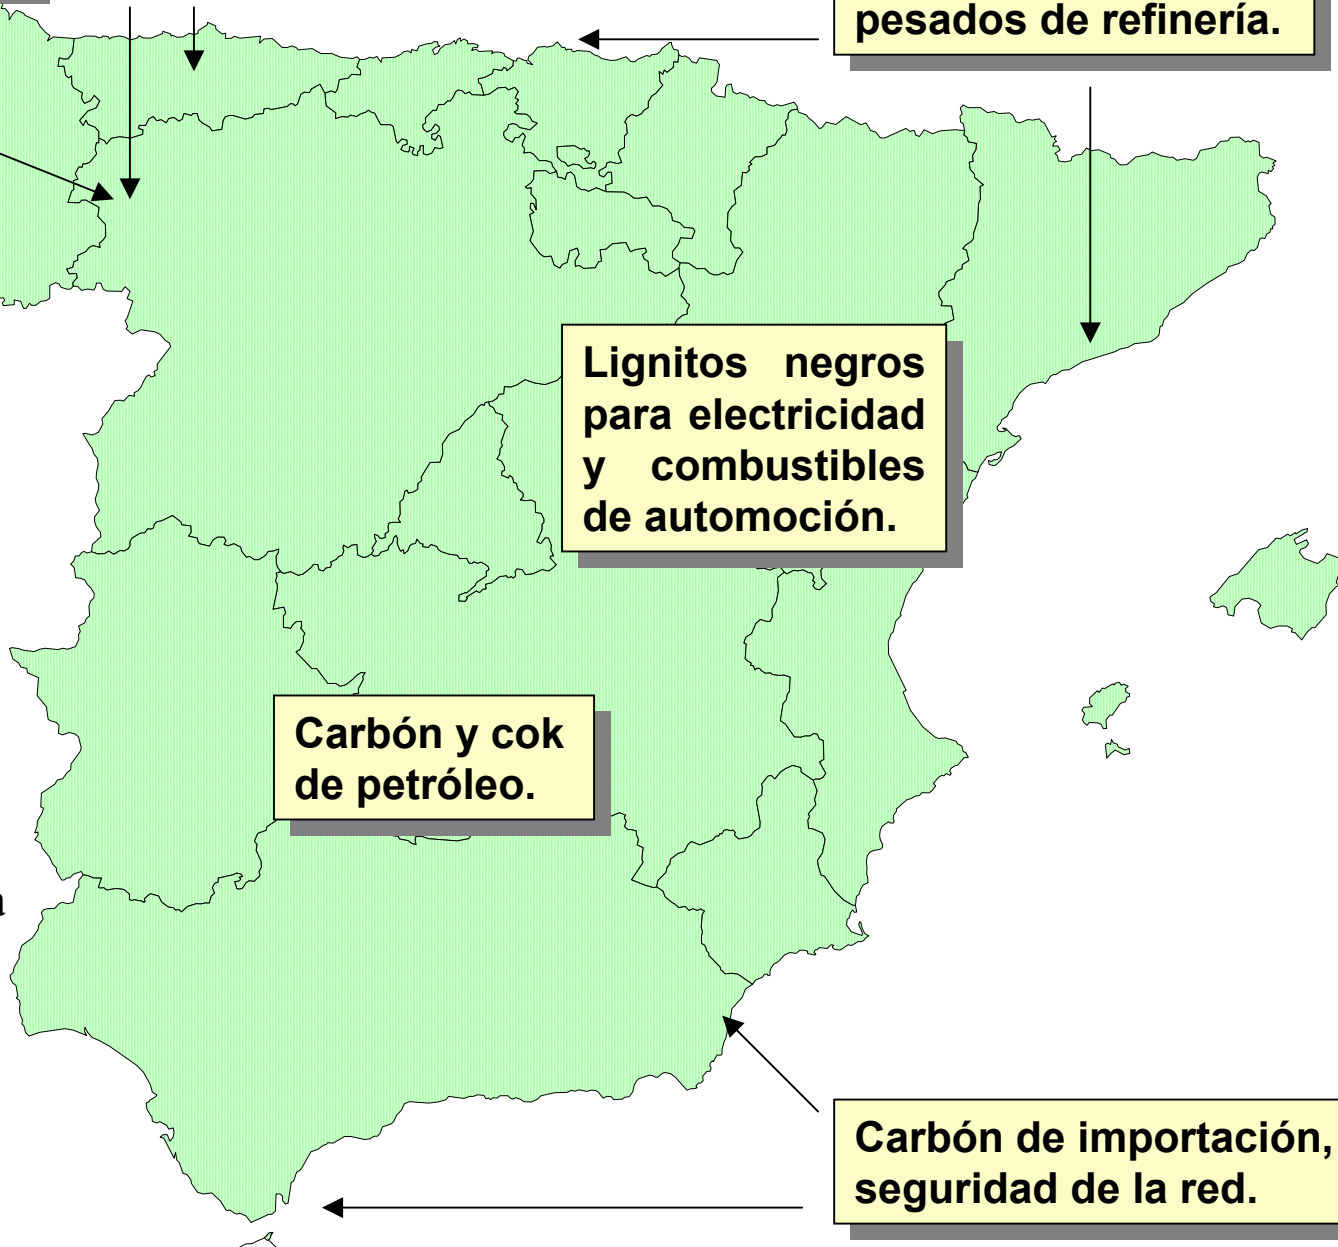 pesados de refinería.
Lignitos negros
para electricidad
y combustibles
de automoción.
Carbón y cok
de petróleo.
Carbón de importación,
seguridad de la red.